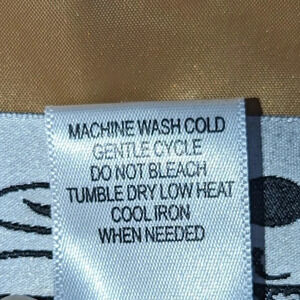 MACHINE WASH COLD
GENTLE CYCLE
DO NOT BLEACH
TUMBLE DRY LOW HEAT
COOL IRON
WHEN NEEDED